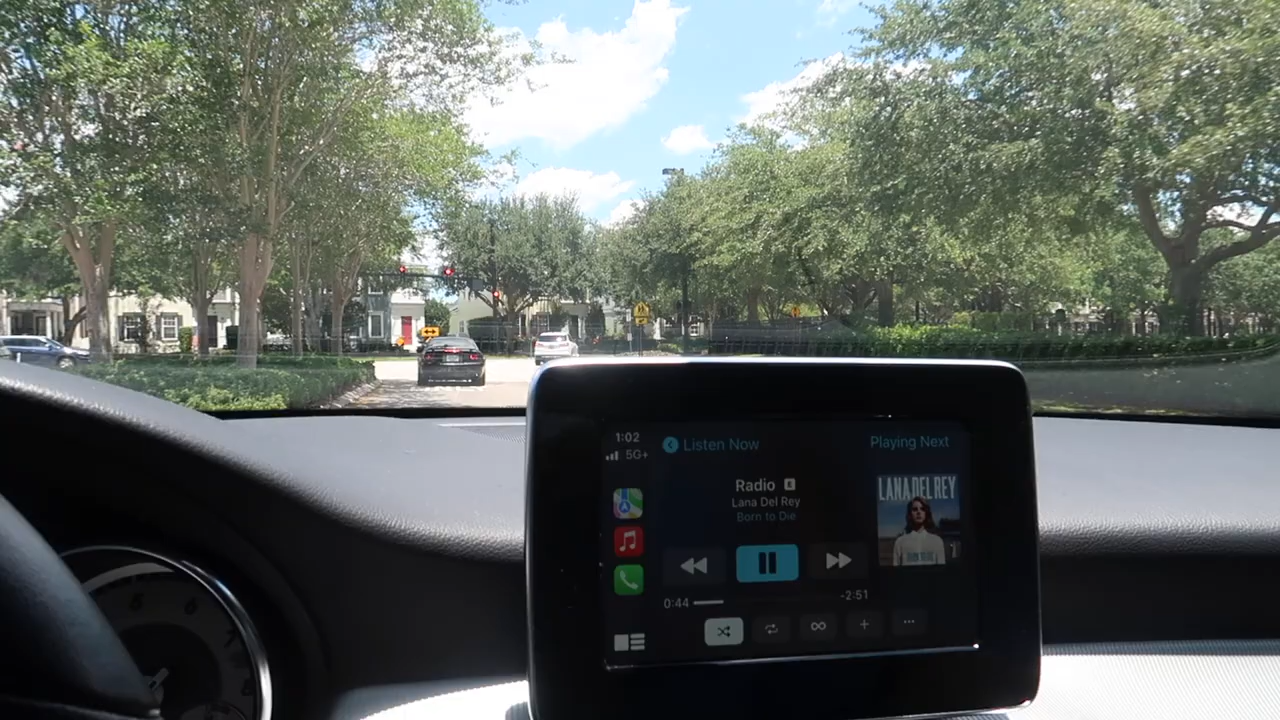 1:02
5G+
Listen Now
Playing Next
Radio E
Lana Del Rey
Born to Die
LANA DEL REY
0:44
-2:51